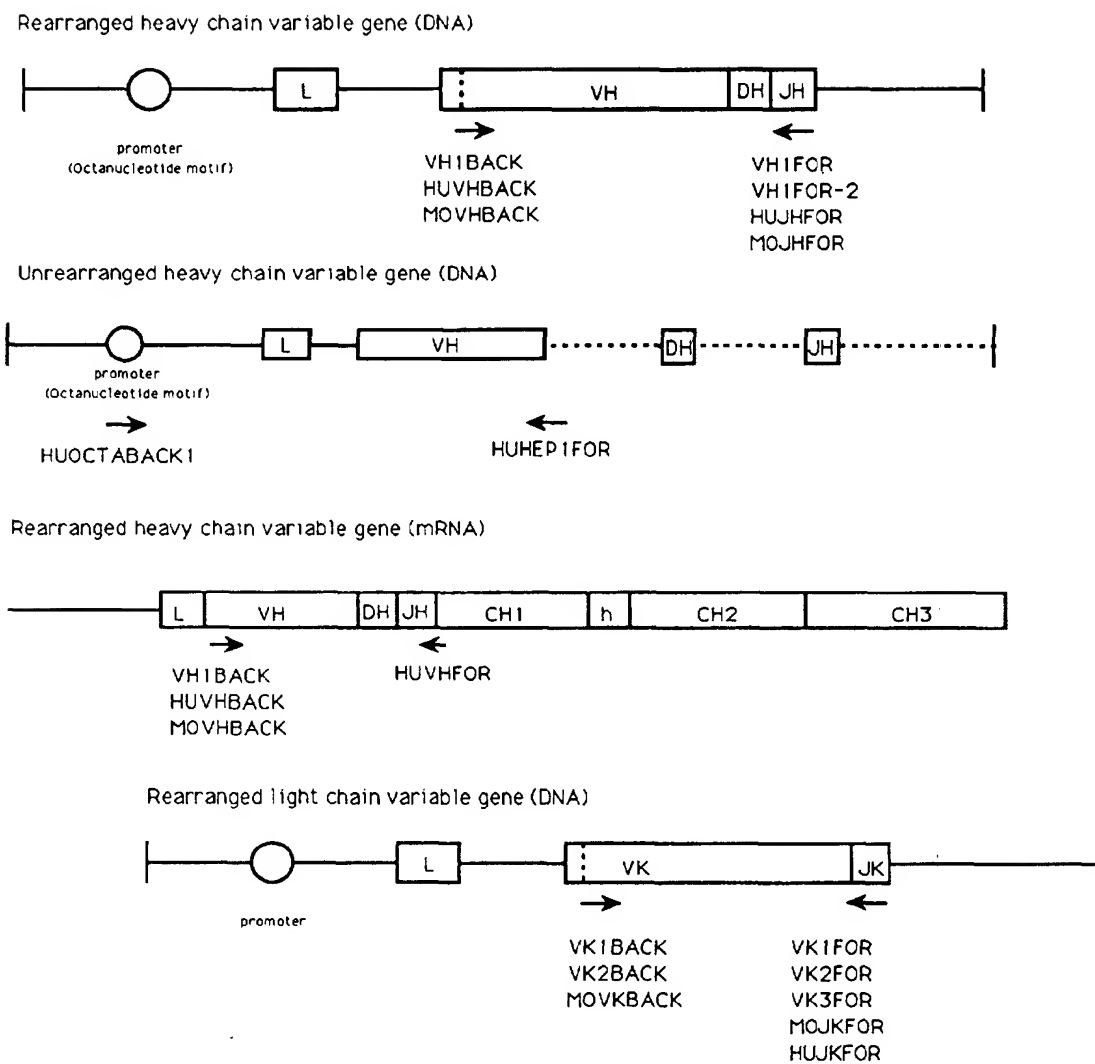 Rearranged heavy chain variable gene (DNA)
L VH DH JH
promoter
(Octanucleotide motif)
VH1BACK VH1FOR
HUVHBACK VH1FOR-2
MOVHBACK HUJHFOR
MOJHFOR
Unrearranged heavy chain variable gene (DNA)
L VH DH JH
promoter
(Octanucleotide motif)
HUOCTABACK1 HUHEP1FOR
Rearranged heavy chain variable gene (mRNA)
L VH DH JH CH1 h CH2 CH3
VH1BACK HUVHFOR
HUVHBACK
MOVHBACK
Rearranged light chain variable gene (DNA)
L VK JK
promoter
VK1BACK VK1FOR
VK2BACK VK2FOR
MOVKBACK VK3FOR
MOJKFOR
HUJKFOR